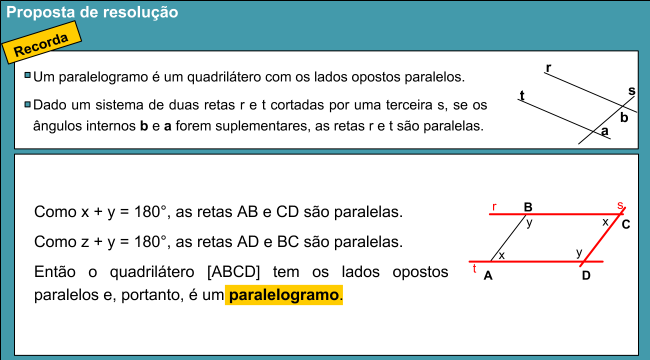 Proposta de resolução
Recorda
Um paralelogramo é um quadrilátero com os lados opostos paralelos.
Dado um sistema de duas retas r e t cortadas por uma terceira s, se os
ângulos internos b e a forem suplementares, as retas r e t são paralelas.
r
t
s
b
a
Como x + y = 180°, as retas AB e CD são paralelas.
Como z + y = 180°, as retas AD e BC são paralelas.
Então o quadrilátero [ABCD] tem os lados opostos
paralelos e, portanto, é um paralelogramo.
r
B
s
y
x
C
x
y
t
A
D